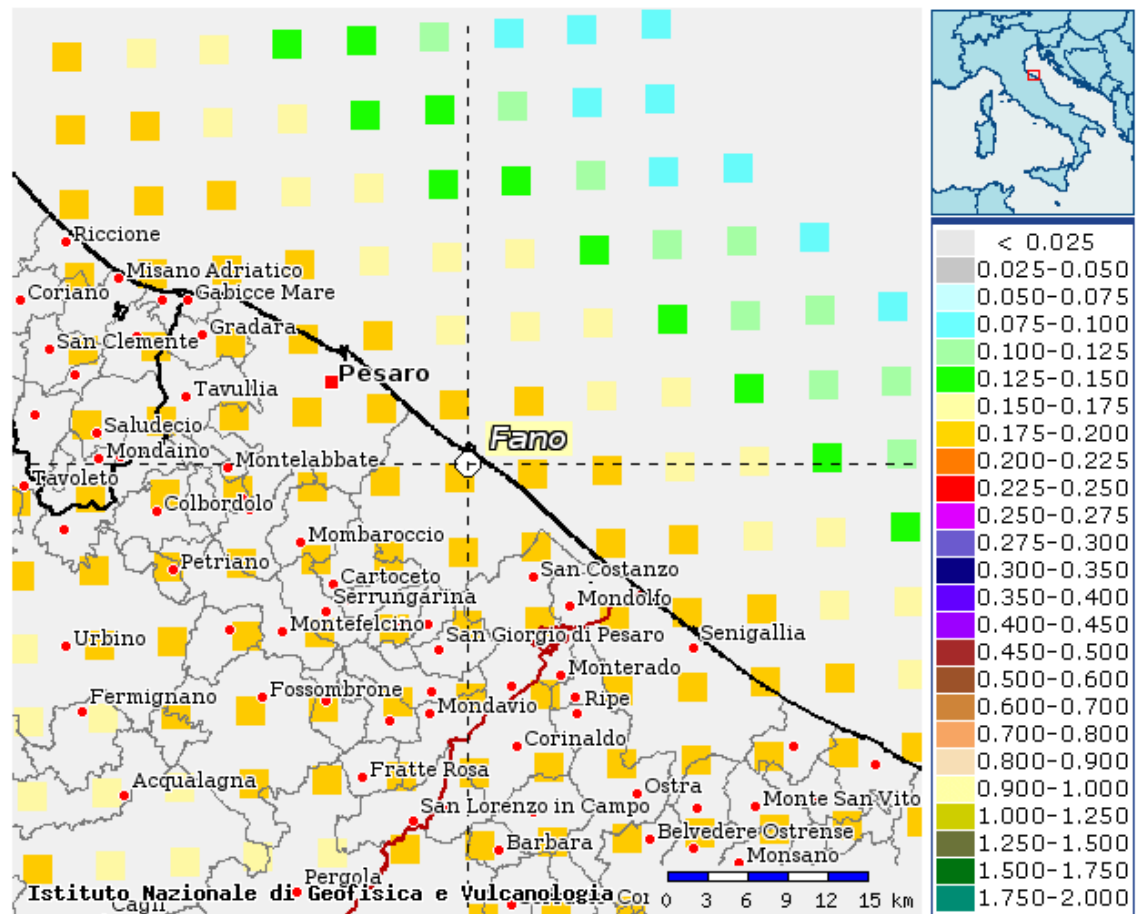 Riccione
Misano Adriatico
Coriano
Gabicce Mare
Gradara
San Clemente
Pesaro
Tavullia
Saludecio
Fano
Mondaino
Montelabbate
Tavoleto
Colbordolo
Mombaroccio
Petriano
Cartoceto
San Costanzo
Serrungarina
Mondolfo
Montefelcino
Urbino
San Giorgio di Pesaro
Senigallia
Monterado
Fermignano
Fossombrone
Ripe
Mondavio
Corinaldo
Fratte Rosa
Acqualagna
Ostra
San Lorenzo in Campo
Monte San Vito
Belvedere Ostrense
Barbara
Monsano
Pergola
Istituto Nazionale di Geofisica e Vulcanologia
Cagli
Cor
0 3 6 9 12 15 km
< 0.025
0.025-0.050
0.050-0.075
0.075-0.100
0.100-0.125
0.125-0.150
0.150-0.175
0.175-0.200
0.200-0.225
0.225-0.250
0.250-0.275
0.275-0.300
0.300-0.350
0.350-0.400
0.400-0.450
0.450-0.500
0.500-0.600
0.600-0.700
0.700-0.800
0.800-0.900
0.900-1.000
1.000-1.250
1.250-1.500
1.500-1.750
1.750-2.000